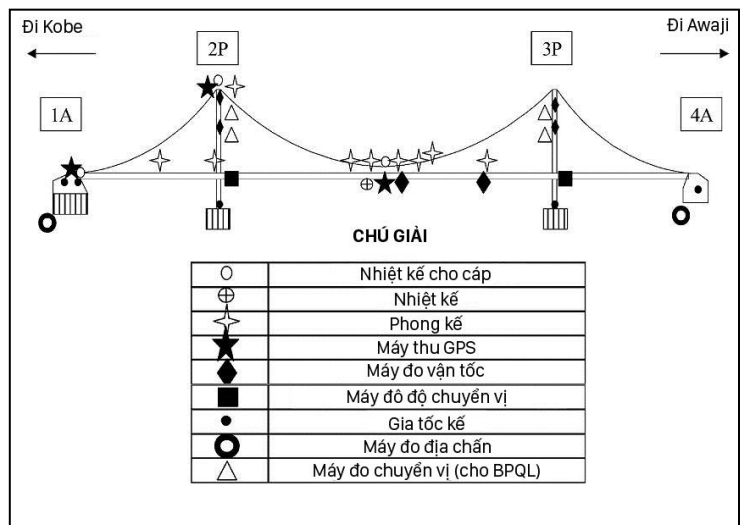 Đi Kobe
Đi Awaji
2P
3P
1A
4A
CHÚ GIẢI
Nhiệt kế cho cáp
Nhiệt kế
Phong kế
Máy thu GPS
Máy đo vận tốc
Máy đô độ chuyển vị
Gia tốc kế
Máy đo địa chấn
Máy đo chuyển vị (cho BPQL)